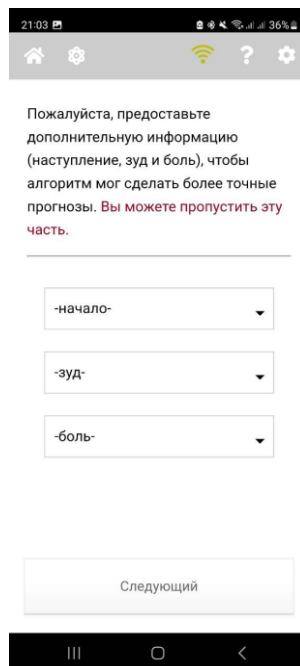 21:03
36%
?
Пожалуйста, предоставьте
дополнительную информацию
(наступление, зуд и боль), чтобы
алгоритм мог сделать более точные
прогнозы. Вы можете пропустить эту
часть.
-начало-
-зуд-
-боль-
Следующий